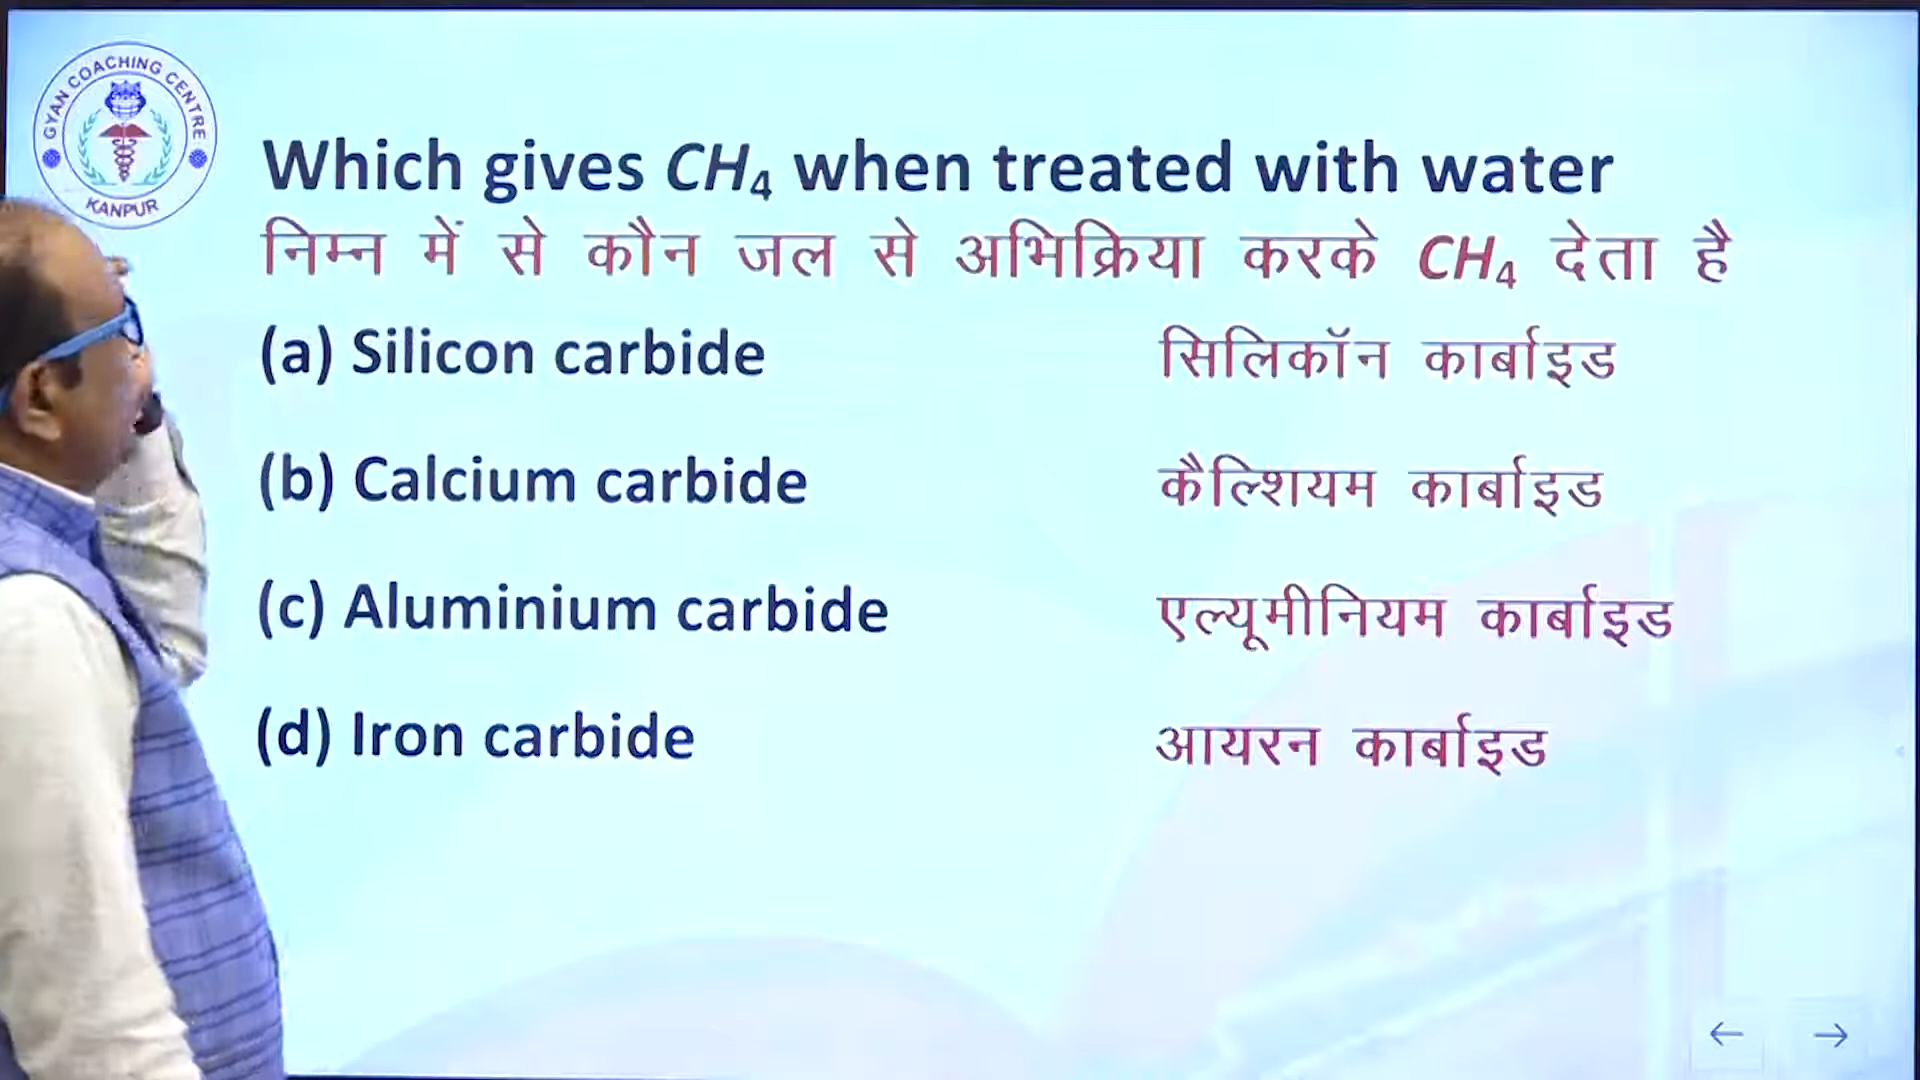 GYAN COACHING CENTRE
KANPUR
Which gives CH₄ when treated with water
निम्न में से कौन जल से अभिक्रिया करके CH₄ देता है
(a) Silicon carbide सिलिकॉन कार्बाइड
(b) Calcium carbide कैल्शियम कार्बाइड
(c) Aluminium carbide एल्यूमीनियम कार्बाइड
(d) Iron carbide आयरन कार्बाइड